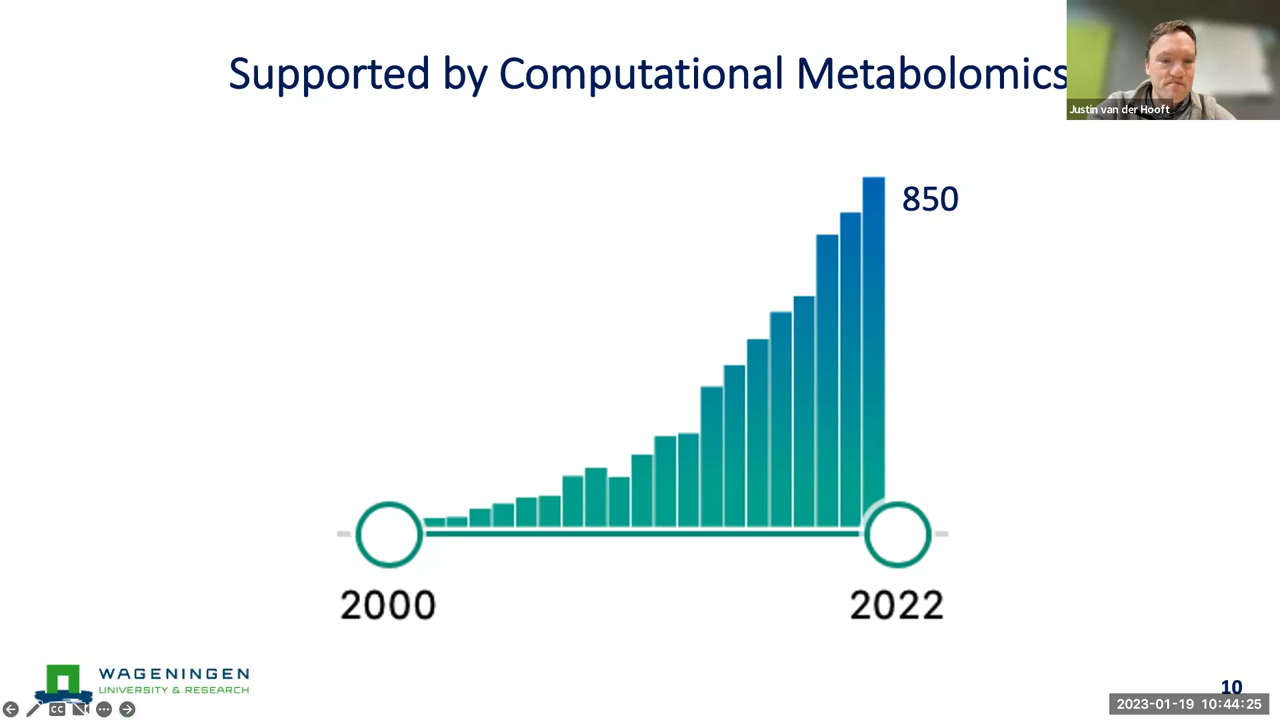 Supported by Computational Metabolomics
Justin van der Hooft
850
2000
2022
WAGENINGEN
UNIVERSITY & RESEARCH
10
CC
2023-01-19 10:44:25